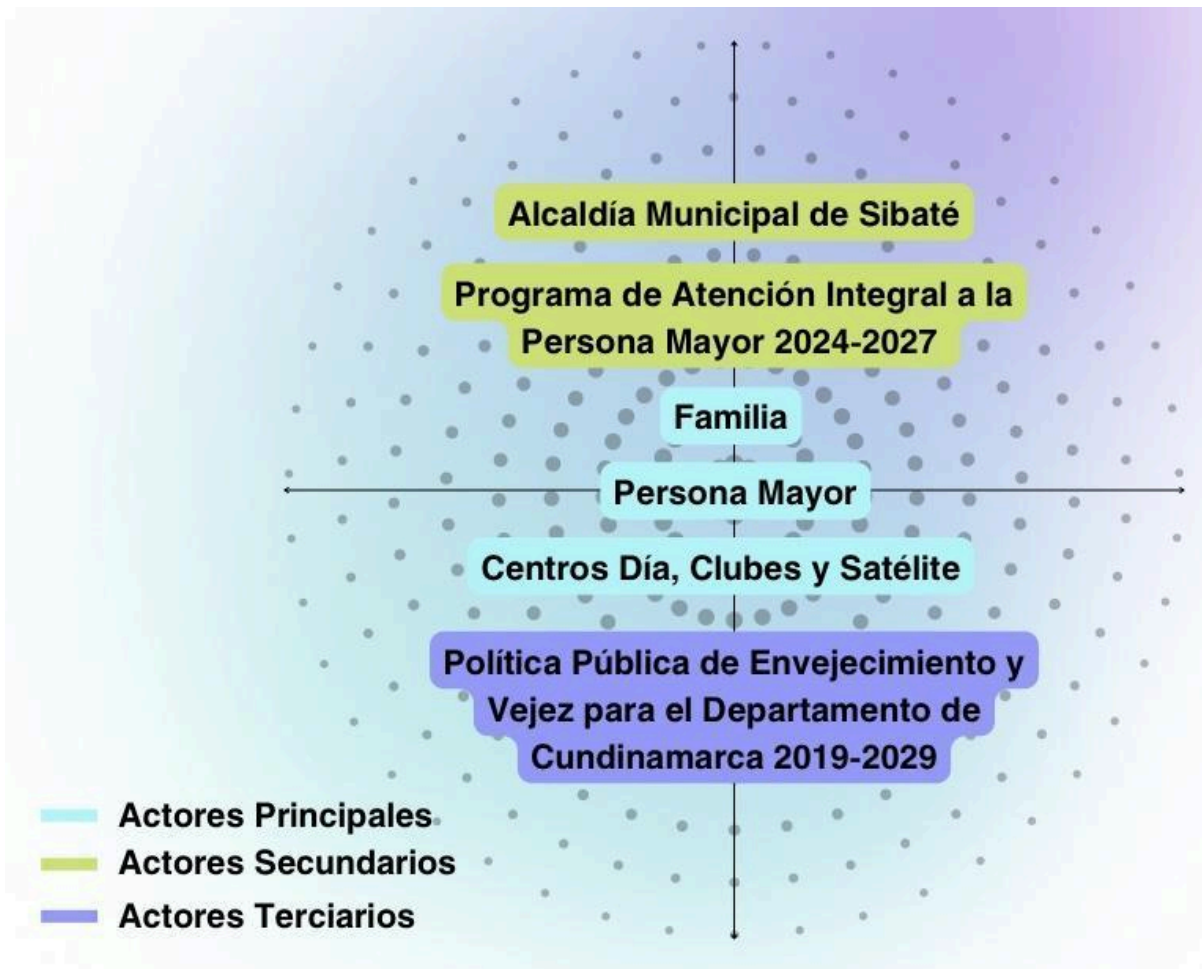 Alcaldía Municipal de Sibaté
Programa de Atención Integral a la
Persona Mayor 2024-2027
Familia
Persona Mayor
Centros Día, Clubes y Satélite
Política Pública de Envejecimiento y
Vejez para el Departamento de
Cundinamarca 2019-2029
Actores Principales
Actores Secundarios
Actores Terciarios